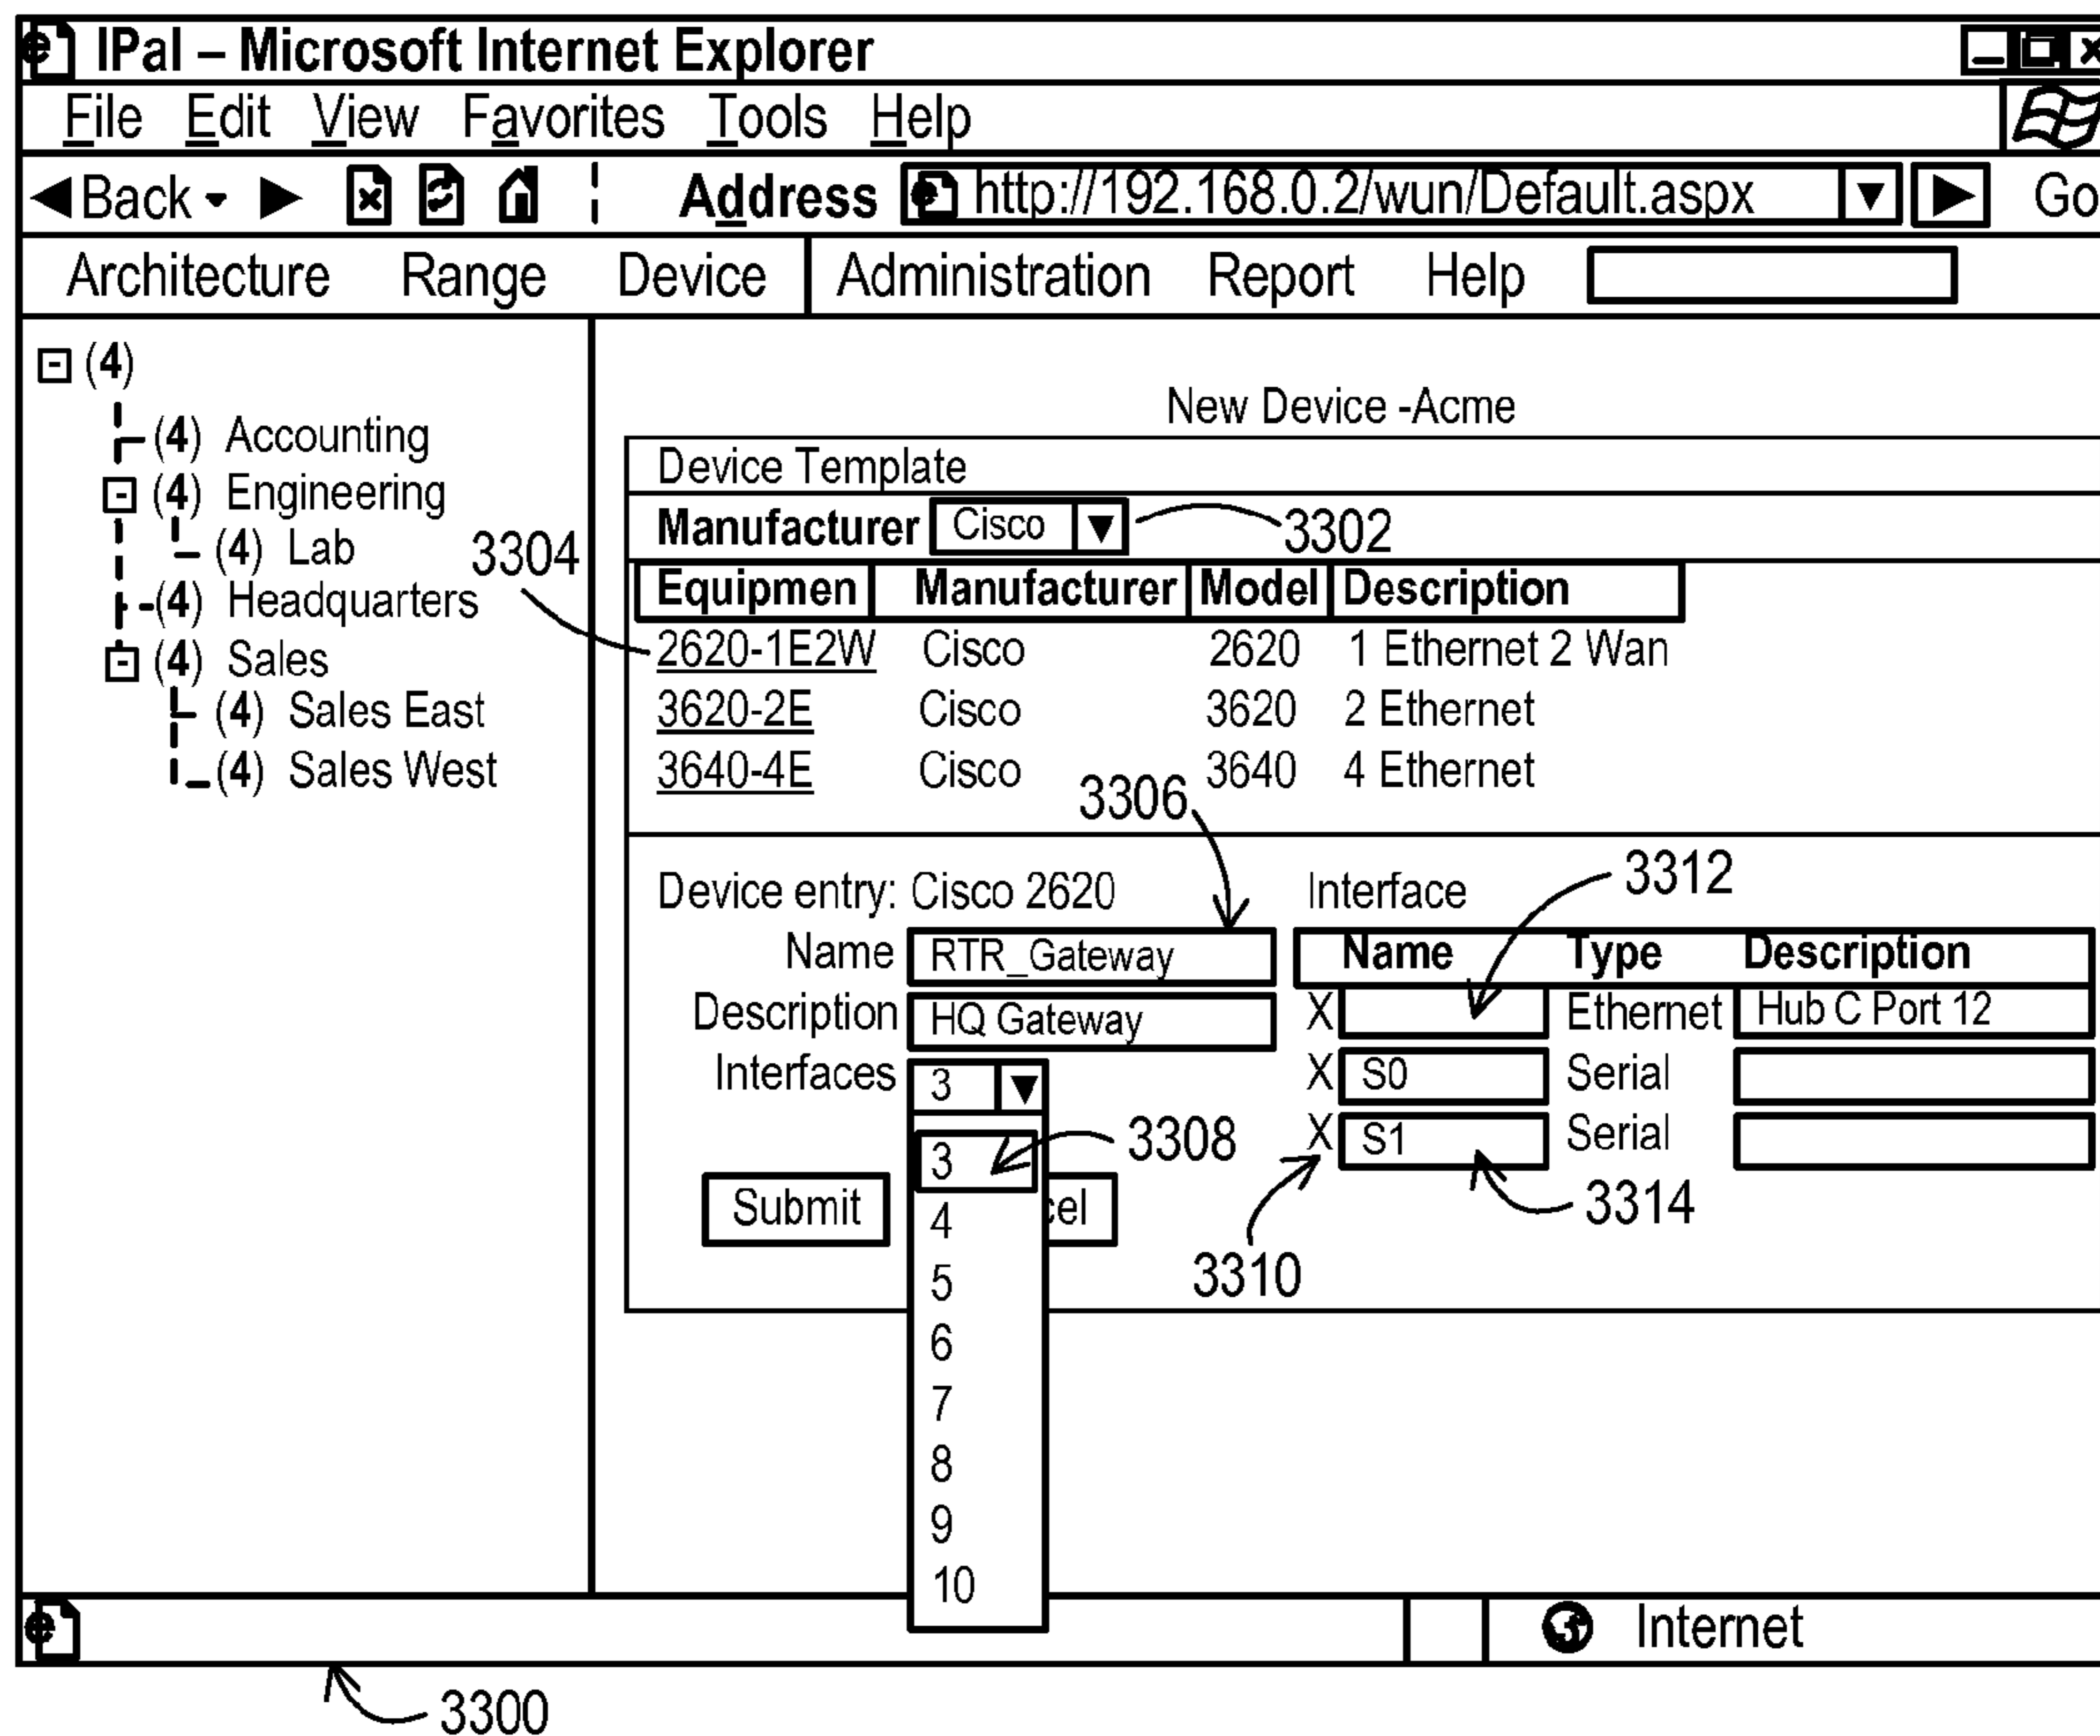 IPal – Microsoft Internet Explorer
File Edit View Favorites Tools Help
Back Address http://192.168.0.2/wun/Default.aspx Go
Architecture Range Device Administration Report Help
(4)
(4) Accounting
(4) Engineering
(4) Lab
(4) Headquarters
(4) Sales
(4) Sales East
(4) Sales West
3304
New Device -Acme
Device Template
Manufacturer Cisco 3302
Equipmen Manufacturer Model Description
2620-1E2W Cisco 2620 1 Ethernet 2 Wan
3620-2E Cisco 3620 2 Ethernet
3640-4E Cisco 3640 4 Ethernet
3306
Device entry: Cisco 2620
Name RTR_Gateway
Description HQ Gateway
Interfaces 3
3
4
5
6
7
8
9
10
3308
Submit cel
Interface 3312
Name Type Description
X Ethernet Hub C Port 12
X S0 Serial
X S1 Serial
3314
3310
Internet
3300